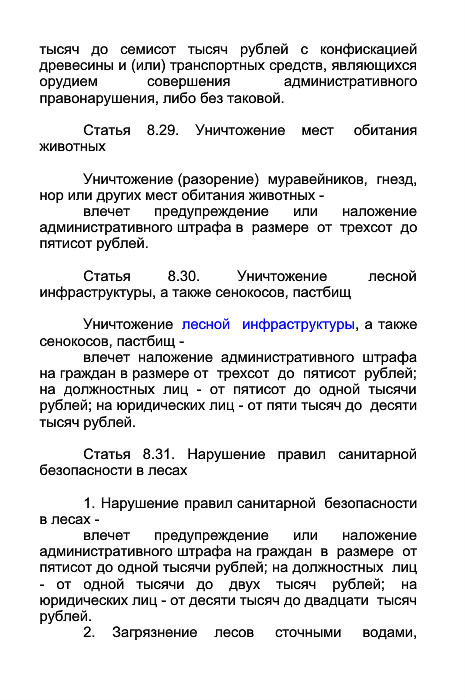 тысяч до семисот тысяч рублей с конфискацией
древесины и (или) транспортных средств, являющихся
орудием совершения административного
правонарушения, либо без таковой.
Статья 8.29. Уничтожение мест обитания
животных
Уничтожение (разорение) муравейников, гнезд,
нор или других мест обитания животных -
влечет предупреждение или наложение
административного штрафа в размере от трехсот до
пятисот рублей.
Статья 8.30. Уничтожение лесной
инфраструктуры, а также сенокосов, пастбищ
Уничтожение лесной инфраструктуры, а также
сенокосов, пастбищ -
влечет наложение административного штрафа
на граждан в размере от трехсот до пятисот рублей;
на должностных лиц - от пятисот до одной тысячи
рублей; на юридических лиц - от пяти тысяч до десяти
тысяч рублей.
Статья 8.31. Нарушение правил санитарной
безопасности в лесах
1. Нарушение правил санитарной безопасности
в лесах -
влечет предупреждение или наложение
административного штрафа на граждан в размере от
пятисот до одной тысячи рублей; на должностных лиц
- от одной тысячи до двух тысяч рублей; на
юридических лиц - от десяти тысяч до двадцати тысяч
рублей.
2. Загрязнение лесов сточными водами,